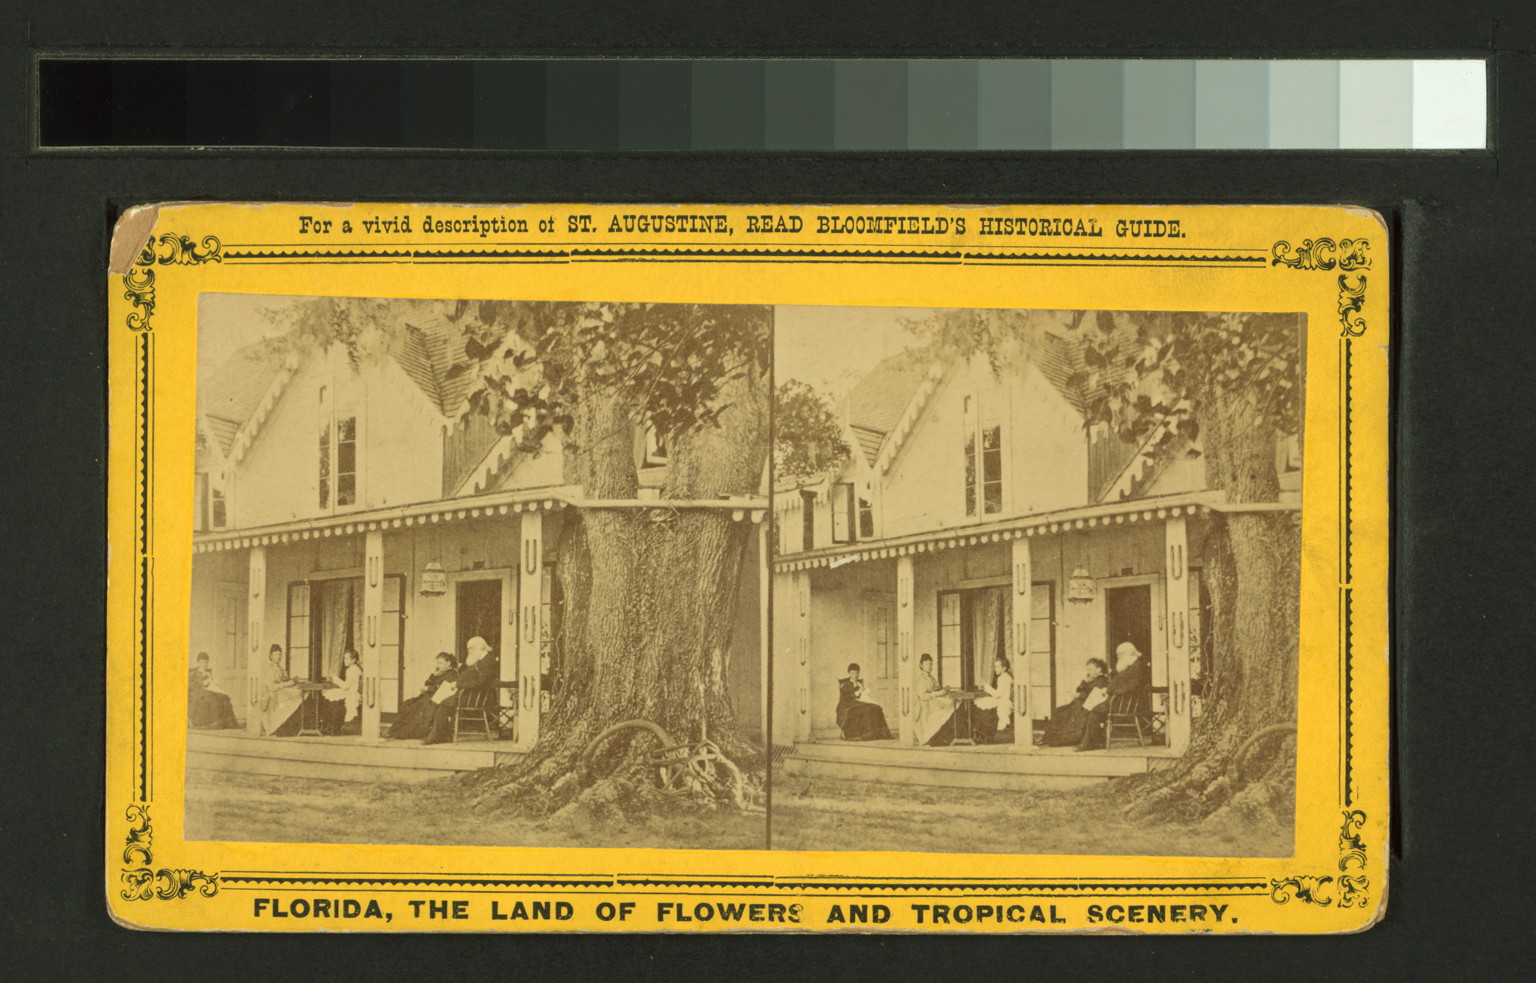 For a vivid description of ST. AUGUSTINE, READ BLOOMFIELD'S HISTORICAL GUIDE.
FLORIDA, THE LAND OF FLOWERS AND TROPICAL SCENERY.